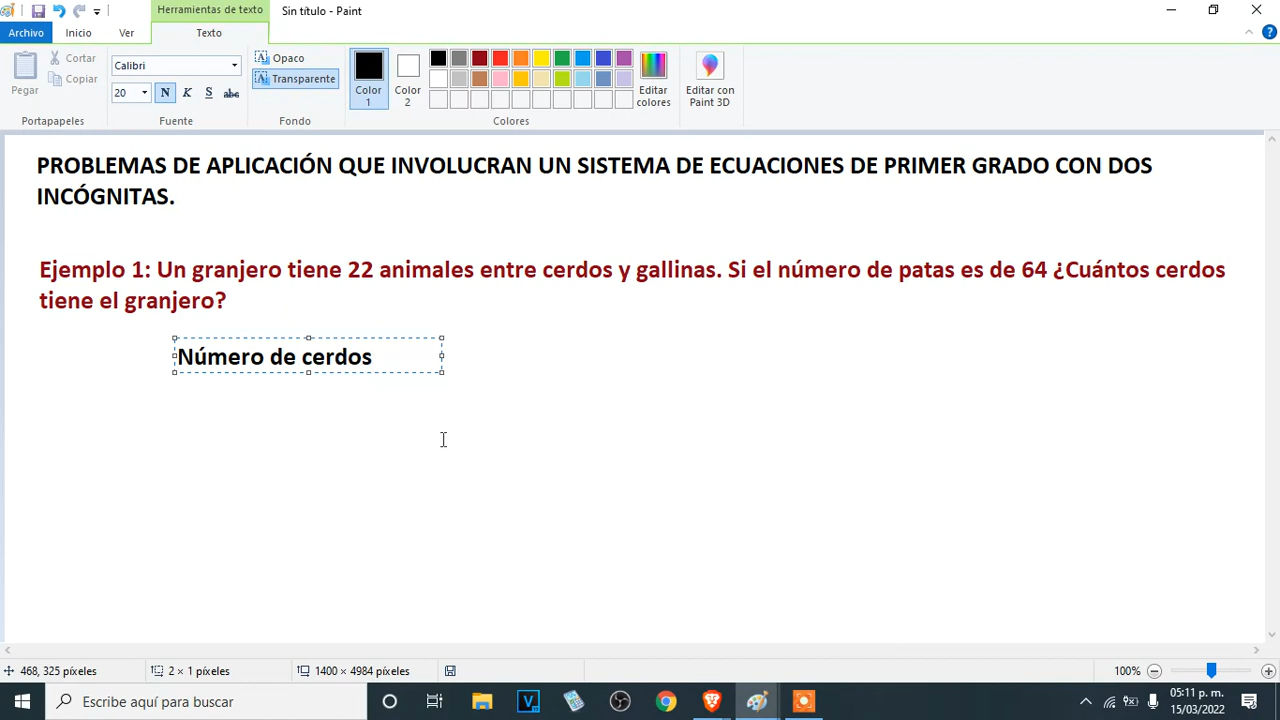 Herramientas de texto
Sin título - Paint
Archivo
Inicio
Ver
Texto
Pegar
Cortar
Copiar
Portapapeles
Calibri
20
N K S abc
Fuente
Opaco
Transparente
Fondo
Color 1
Color 2
Editar colores
Colores
Editar con Paint 3D
PROBLEMAS DE APLICACIÓN QUE INVOLUCRAN UN SISTEMA DE ECUACIONES DE PRIMER GRADO CON DOS
INCÓGNITAS.
Ejemplo 1: Un granjero tiene 22 animales entre cerdos y gallinas. Si el número de patas es de 64 ¿Cuántos cerdos
tiene el granjero?
Número de cerdos
468, 325 píxeles
2 × 1 píxeles
1400 × 4984 píxeles
100%
Escribe aquí para buscar
05:11 p. m.
15/03/2022